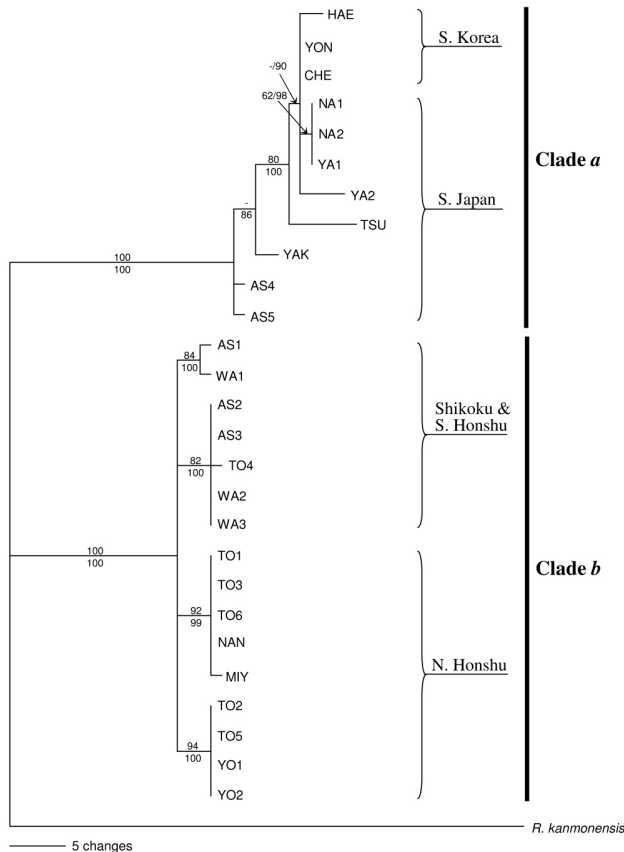 HAE
S. Korea
YON
-/90
CHE
62/98
NA1
NA2
Clade a
80
100
YA1
YA2
S. Japan
-
86
TSU
YAK
100
100
AS4
AS5
AS1
84
100
WA1
AS2
Shikoku &
S. Honshu
AS3
82
100
TO4
WA2
WA3
100
100
TO1
Clade b
TO3
92
99
TO6
NAN
N. Honshu
MIY
TO2
TO5
94
100
YO1
YO2
R. kanmonensis
5 changes